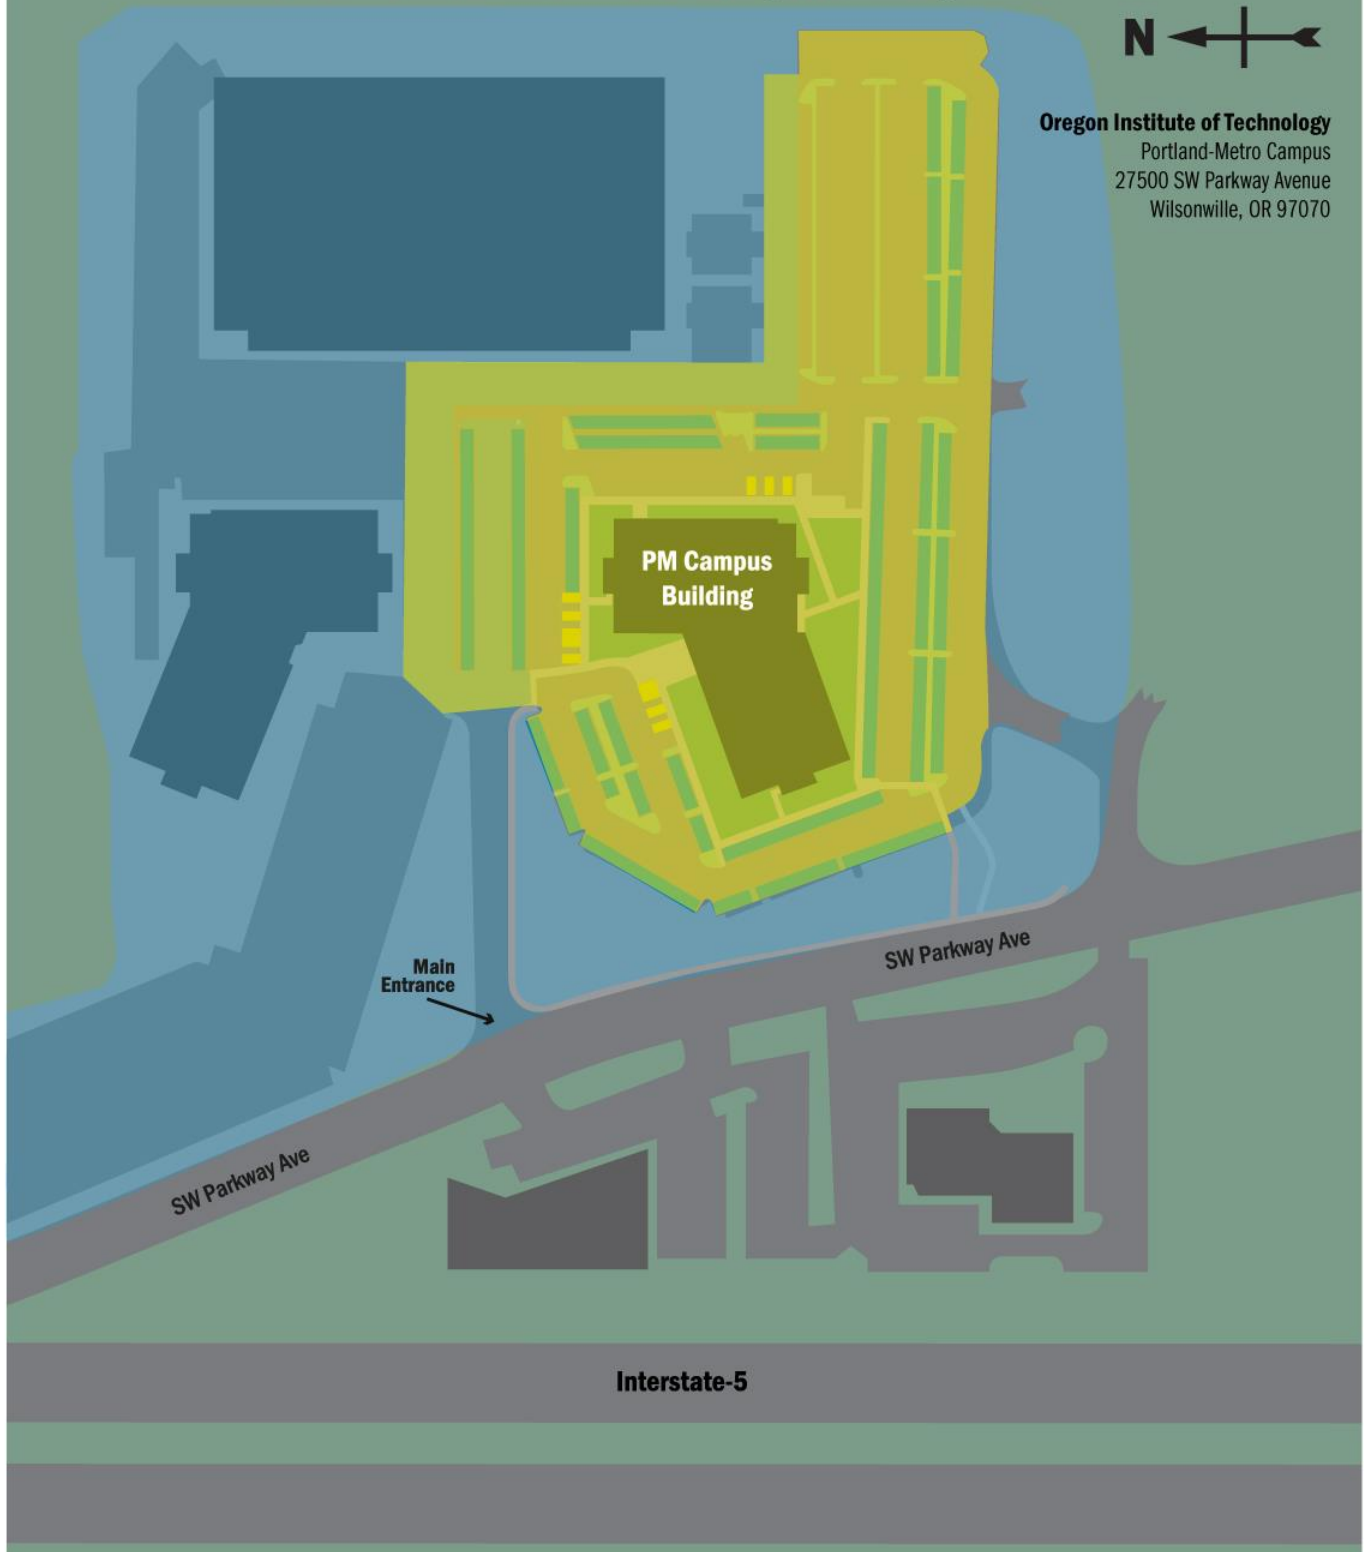 N
Oregon Institute of Technology
Portland-Metro Campus
27500 SW Parkway Avenue
Wilsonwille, OR 97070
PM Campus
Building
Main
Entrance
SW Parkway Ave
SW Parkway Ave
Interstate-5